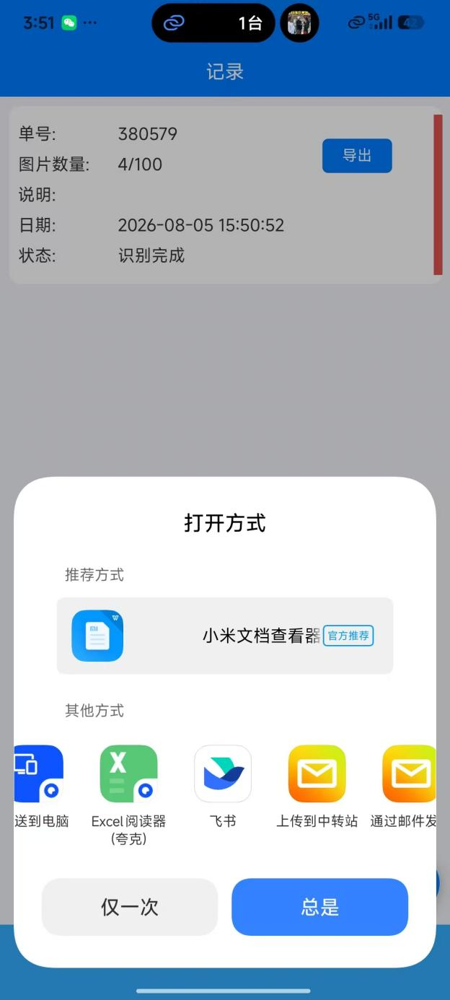 3:51 ···
1台
5G
42
记录
单号: 380579
导出
图片数量: 4/100
说明:
日期: 2026-08-05 15:50:52
状态: 识别完成
打开方式
推荐方式
小米文档查看器 官方推荐
其他方式
送到电脑
Excel阅读器
(夸克)
飞书
上传到中转站
通过邮件发
仅一次
总是